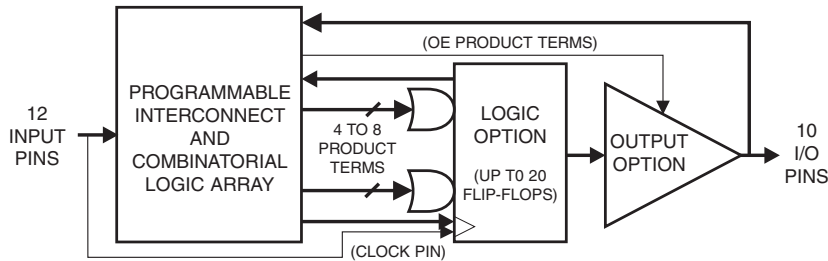 (OE PRODUCT TERMS)
12
INPUT
PINS
PROGRAMMABLE
INTERCONNECT
AND
COMBINATORIAL
LOGIC ARRAY
4 TO 8
PRODUCT
TERMS
LOGIC
OPTION
(UP T0 20
FLIP-FLOPS)
OUTPUT
OPTION
10
I/O
PINS
(CLOCK PIN)